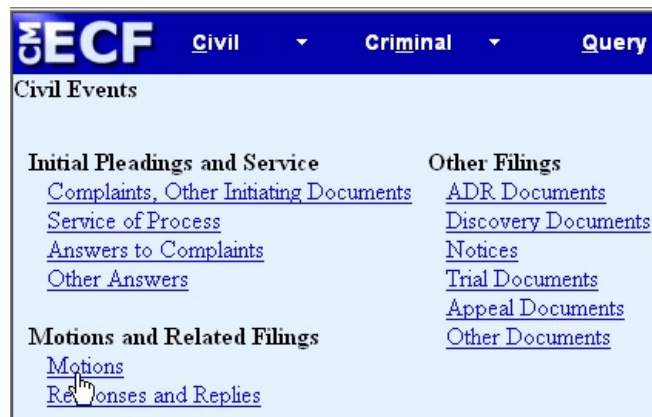 CM ECF Civil Criminal Query
Civil Events
Initial Pleadings and Service
Complaints, Other Initiating Documents
Service of Process
Answers to Complaints
Other Answers
Motions and Related Filings
Motions
Responses and Replies
Other Filings
ADR Documents
Discovery Documents
Notices
Trial Documents
Appeal Documents
Other Documents